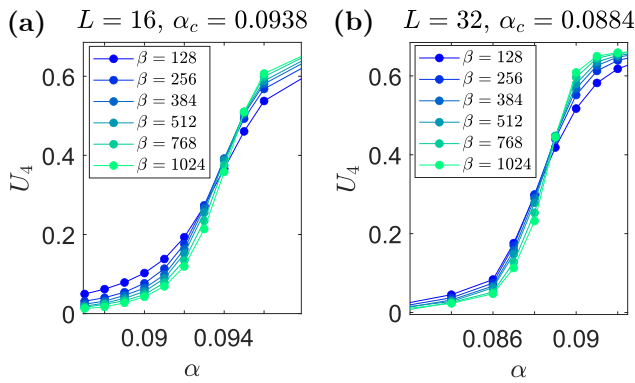 (a) L = 16, α_c = 0.0938
β = 128
β = 256
β = 384
β = 512
β = 768
β = 1024
U_4
0.6
0.4
0.2
0
0.09 0.094
α
(b) L = 32, α_c = 0.0884
β = 128
β = 256
β = 384
β = 512
β = 768
β = 1024
U_4
0.6
0.4
0.2
0
0.086 0.09
α